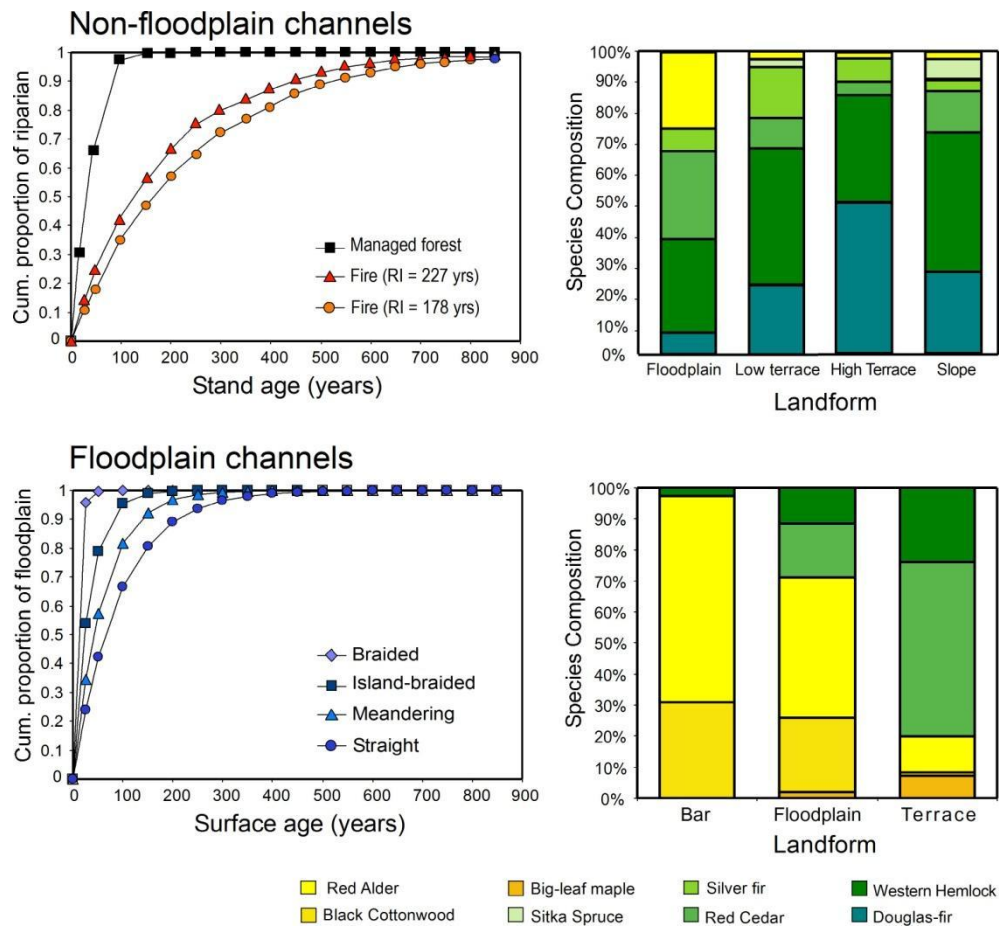 Non-floodplain channels
1
0.9
0.8
0.7
0.6
0.5
0.4
0.3
0.2
0.1
0
Cum. proportion of riparian
Managed forest
Fire (RI = 227 yrs)
Fire (RI = 178 yrs)
0 100 200 300 400 500 600 700 800 900
Stand age (years)
100%
90%
80%
70%
60%
50%
40%
30%
20%
10%
0%
Species Composition
Floodplain Low terrace High Terrace Slope
Landform
Floodplain channels
1
0.9
0.8
0.7
0.6
0.5
0.4
0.3
0.2
0.1
0
Cum. proportion of floodplain
Braided
Island-braided
Meandering
Straight
0 100 200 300 400 500 600 700 800 900
Surface age (years)
100%
90%
80%
70%
60%
50%
40%
30%
20%
10%
0%
Species Composition
Bar Floodplain Terrace
Landform
Red Alder Big-leaf maple Silver fir Western Hemlock
Black Cottonwood Sitka Spruce Red Cedar Douglas-fir